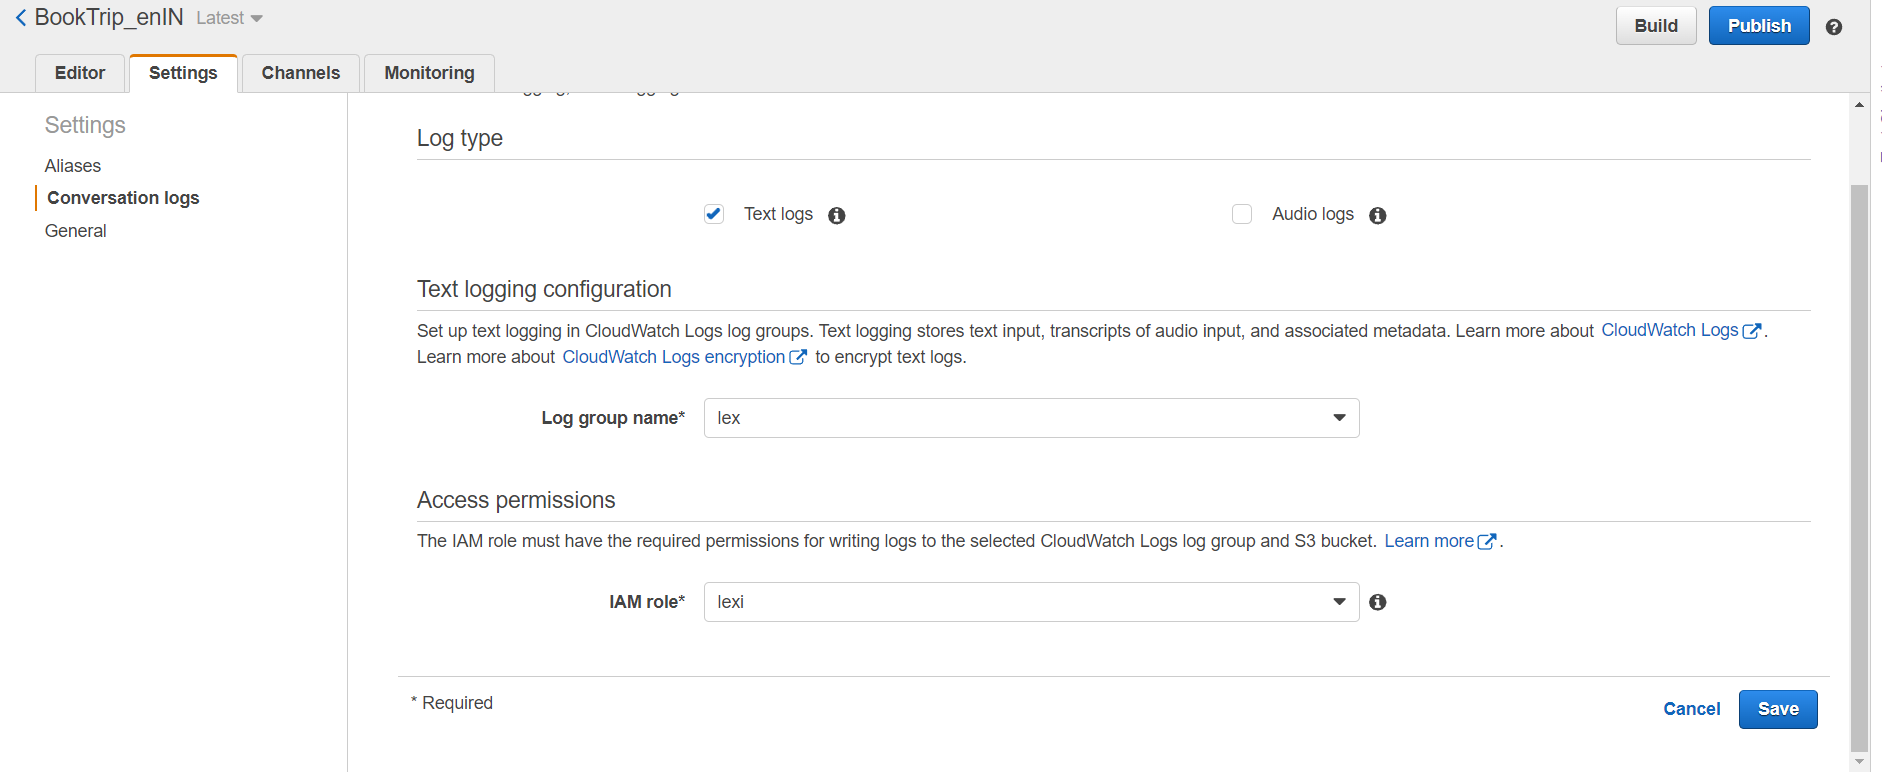 BookTrip_enIN Latest
Build Publish
Editor Settings Channels Monitoring
Settings
Aliases
Conversation logs
General
Log type
Text logs
Audio logs
Text logging configuration
Set up text logging in CloudWatch Logs log groups. Text logging stores text input, transcripts of audio input, and associated metadata. Learn more about CloudWatch Logs .
Learn more about CloudWatch Logs encryption to encrypt text logs.
Log group name* lex
Access permissions
The IAM role must have the required permissions for writing logs to the selected CloudWatch Logs log group and S3 bucket. Learn more .
IAM role* lexi
* Required
Cancel Save